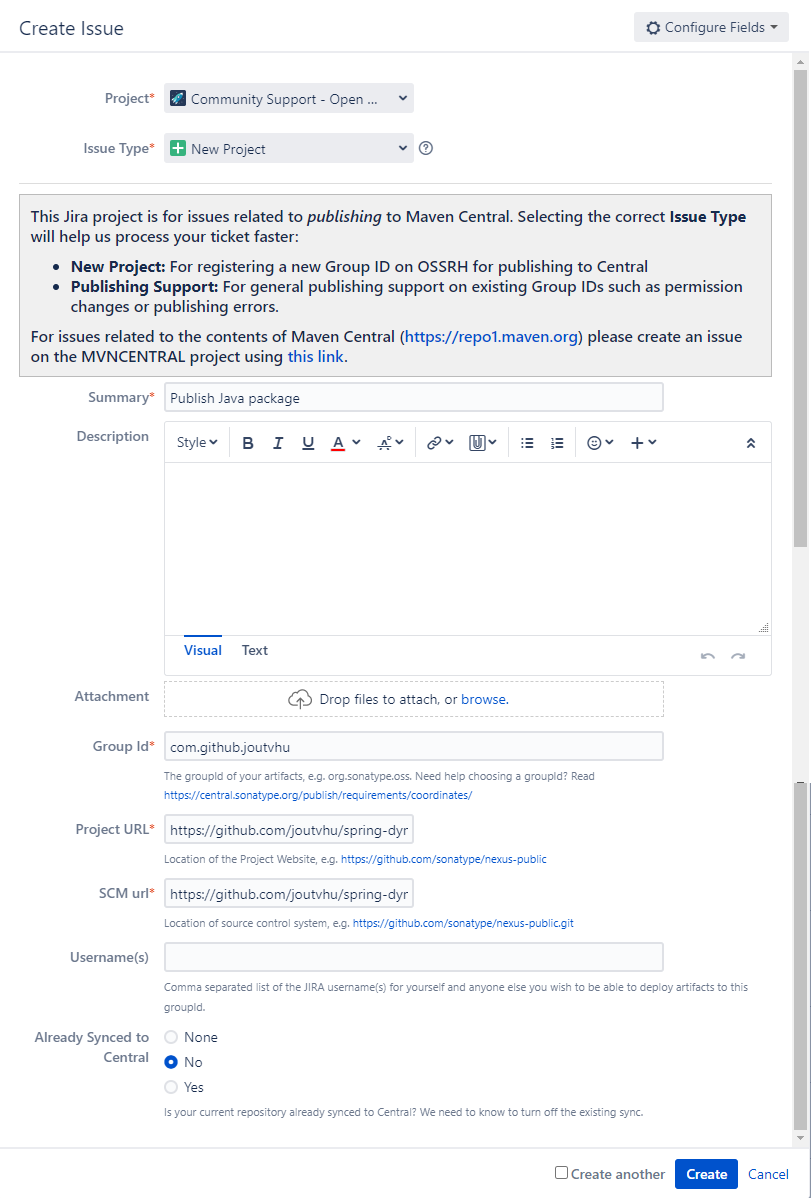 Create Issue
Configure Fields
Project*
Community Support - Open ...
Issue Type*
New Project
This Jira project is for issues related to publishing to Maven Central. Selecting the correct Issue Type
will help us process your ticket faster:
• New Project: For registering a new Group ID on OSSRH for publishing to Central
• Publishing Support: For general publishing support on existing Group IDs such as permission
changes or publishing errors.
For issues related to the contents of Maven Central (https://repo1.maven.org) please create an issue
on the MVNCENTRAL project using this link.
Summary*
Publish Java package
Description
Style B I U A
Visual Text
Attachment
Drop files to attach, or browse.
Group Id*
com.github.joutvhu
The groupId of your artifacts, e.g. org.sonatype.oss. Need help choosing a groupId? Read
https://central.sonatype.org/publish/requirements/coordinates/
Project URL*
https://github.com/joutvhu/spring-dyr
Location of the Project Website, e.g. https://github.com/sonatype/nexus-public
SCM url*
https://github.com/joutvhu/spring-dyr
Location of source control system, e.g. https://github.com/sonatype/nexus-public.git
Username(s)
Comma separated list of the JIRA username(s) for yourself and anyone else you wish to be able to deploy artifacts to this
groupId.
Already Synced to
Central
None
No
Yes
Is your current repository already synced to Central? We need to know to turn off the existing sync.
Create another
Create
Cancel